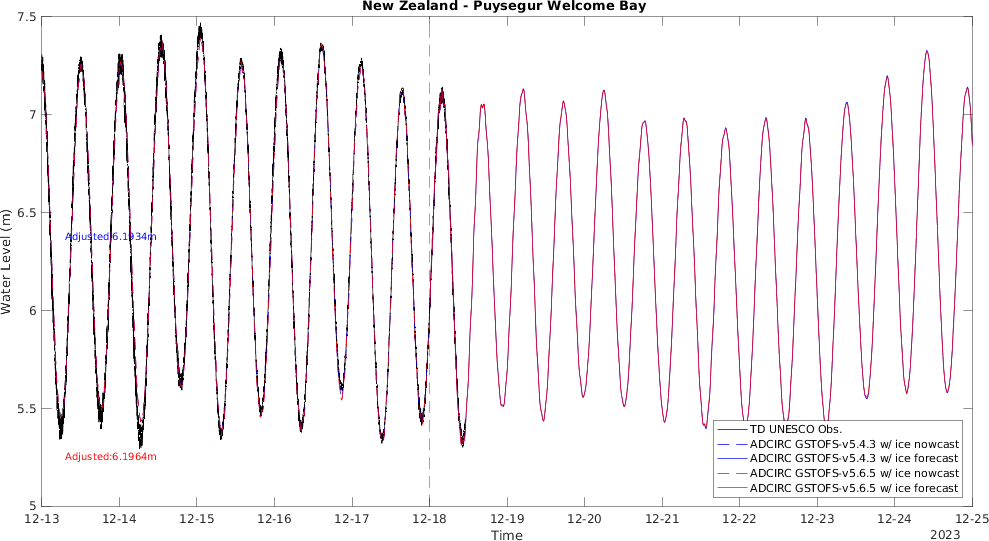 New Zealand - Puysegur Welcome Bay
7.5
7
6.5
6
5.5
5
Water Level (m)
Adjusted:6.1934m
Adjusted:6.1964m
TD UNESCO Obs.
ADCIRC GSTOFS-v5.4.3 w/ ice nowcast
ADCIRC GSTOFS-v5.4.3 w/ ice forecast
ADCIRC GSTOFS-v5.6.5 w/ ice nowcast
ADCIRC GSTOFS-v5.6.5 w/ ice forecast
12-13 12-14 12-15 12-16 12-17 12-18 12-19 12-20 12-21 12-22 12-23 12-24 12-25
Time
2023